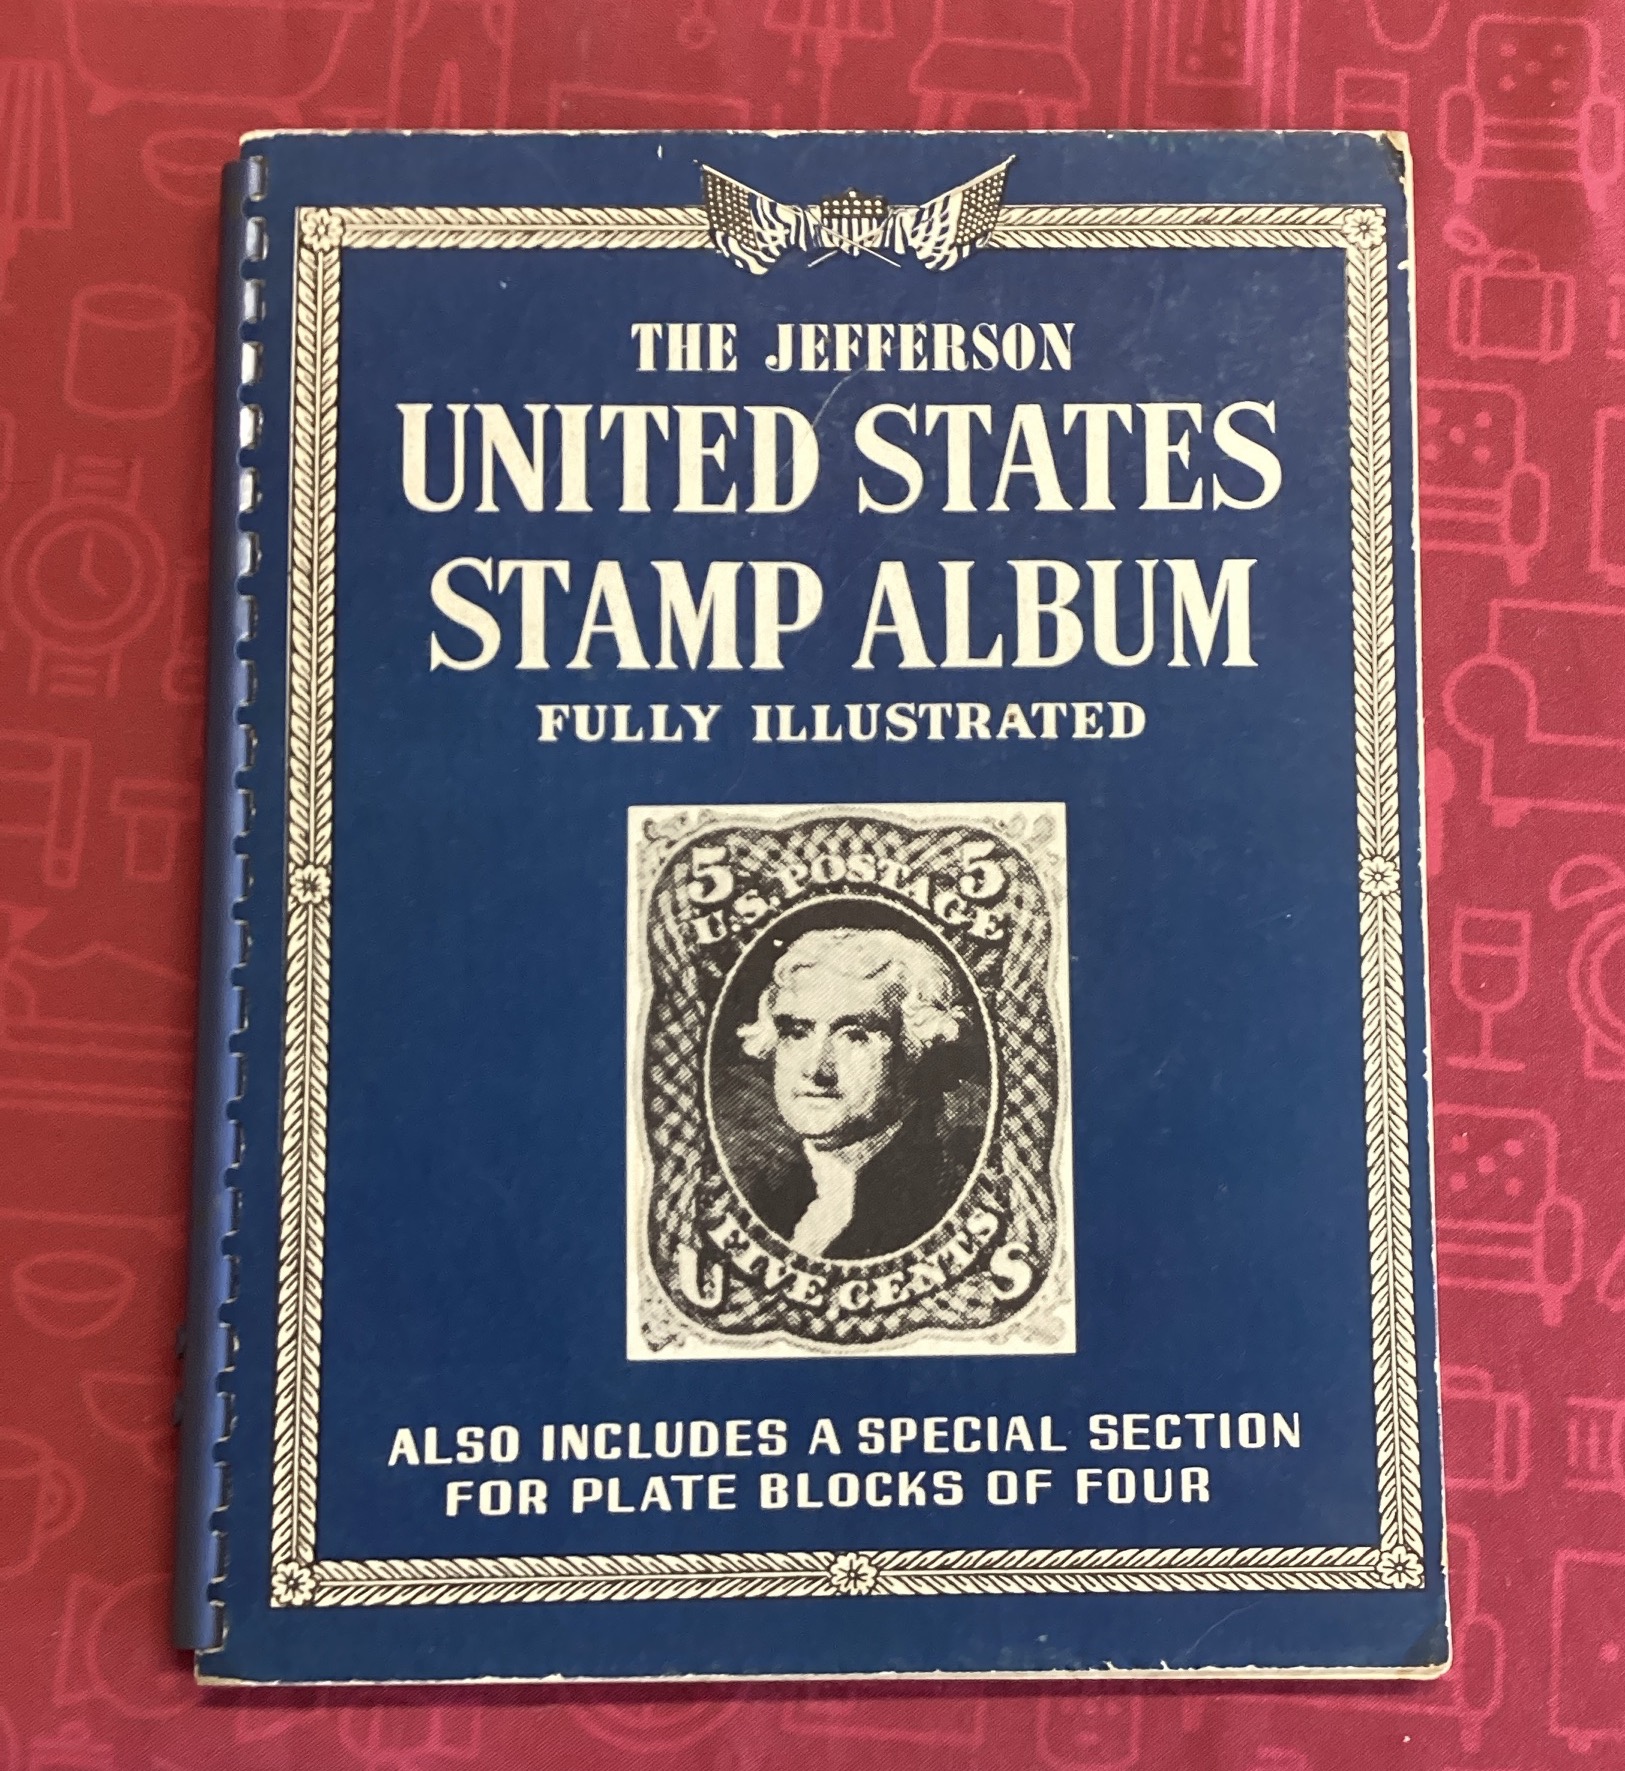 THE JEFFERSON
UNITED STATES
STAMP ALBUM
FULLY ILLUSTRATED
5 5
U.S. POSTAGE
FIVE CENTS
U S
ALSO INCLUDES A SPECIAL SECTION
FOR PLATE BLOCKS OF FOUR